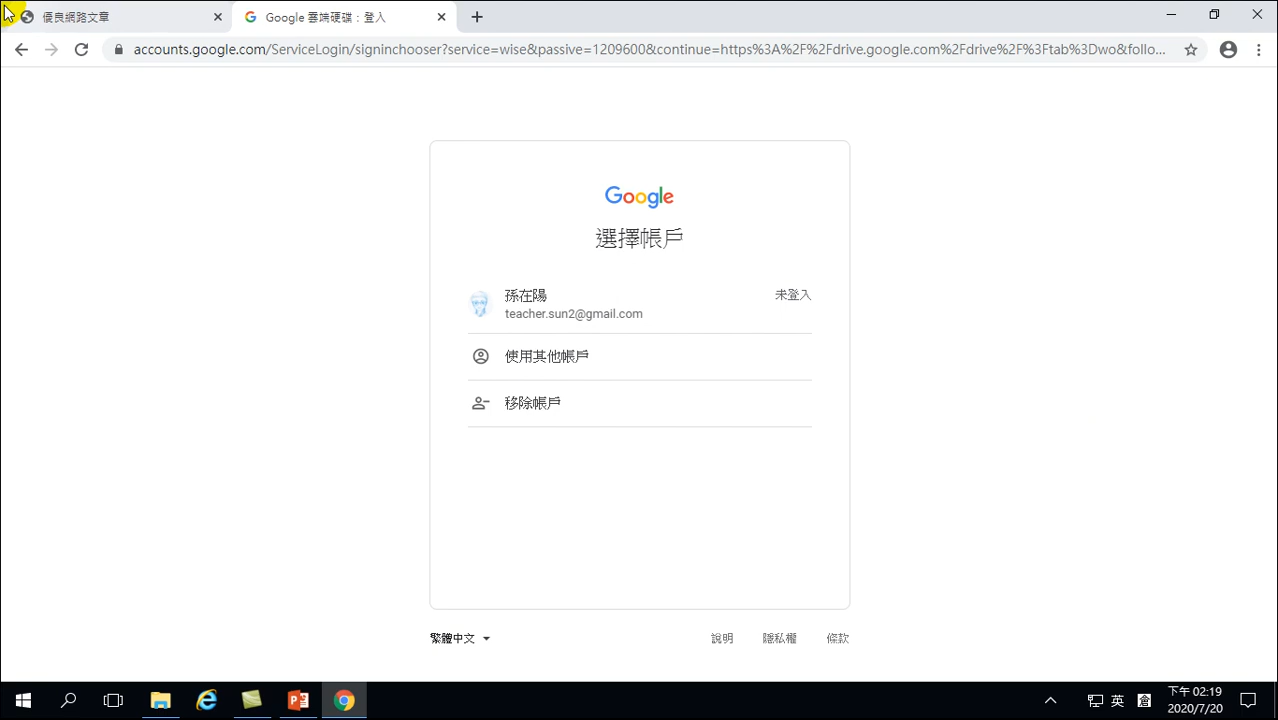 優良網路文章
Google 雲端硬碟：登入
accounts.google.com/ServiceLogin/signinchooser?service=wise&passive=1209600&continue=https%3A%2F%2Fdrive.google.com%2Fdrive%2F%3Ftab%3Dwo&follo...
Google
選擇帳戶
孫在陽
未登入
teacher.sun2@gmail.com
使用其他帳戶
移除帳戶
繁體中文
說明
隱私權
條款
英
下午 02:19
2020/7/20